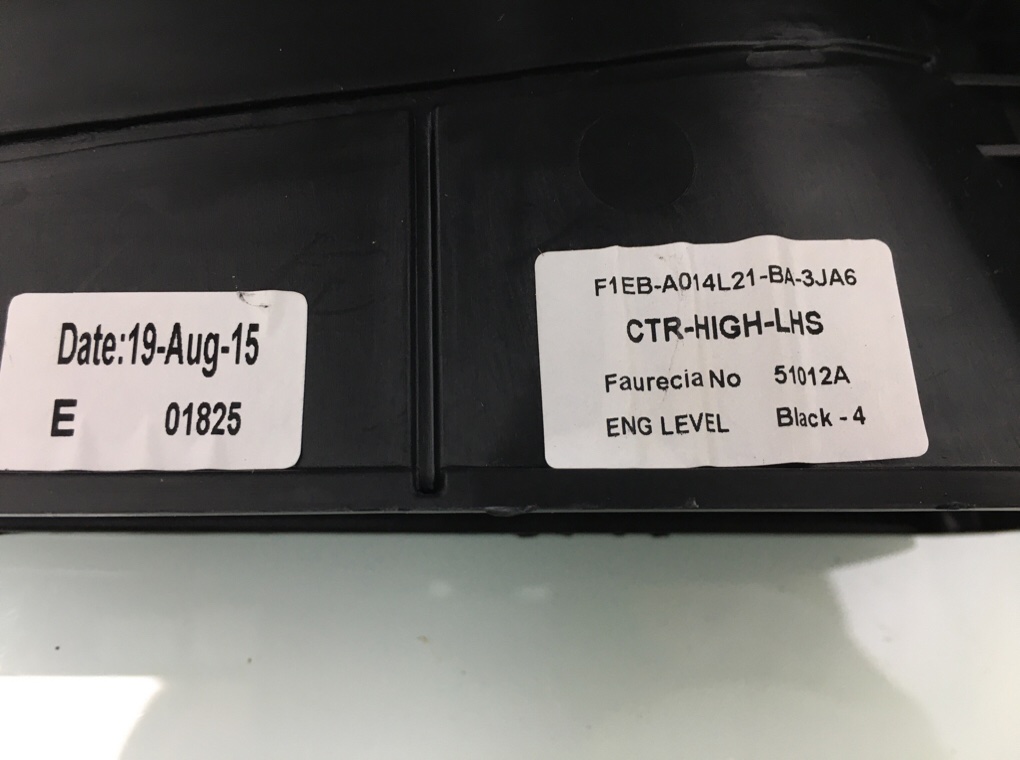 Date:19-Aug-15
E 01825
F1EB-A014L21-BA-3JA6
CTR-HIGH-LHS
Faurecia No 51012A
ENG LEVEL Black - 4